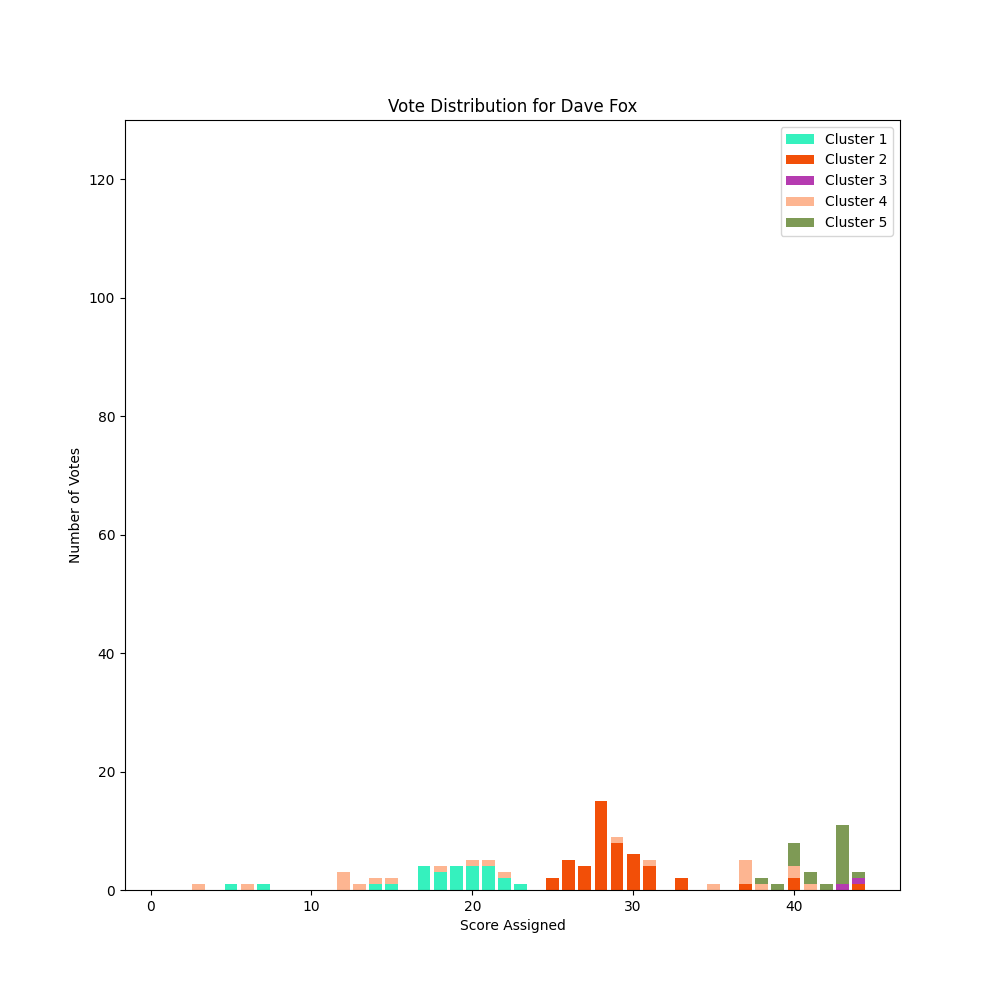 Vote Distribution for Dave Fox
Cluster 1
Cluster 2
Cluster 3
Cluster 4
Cluster 5
120
100
80
60
40
20
0
Number of Votes
0 10 20 30 40
Score Assigned